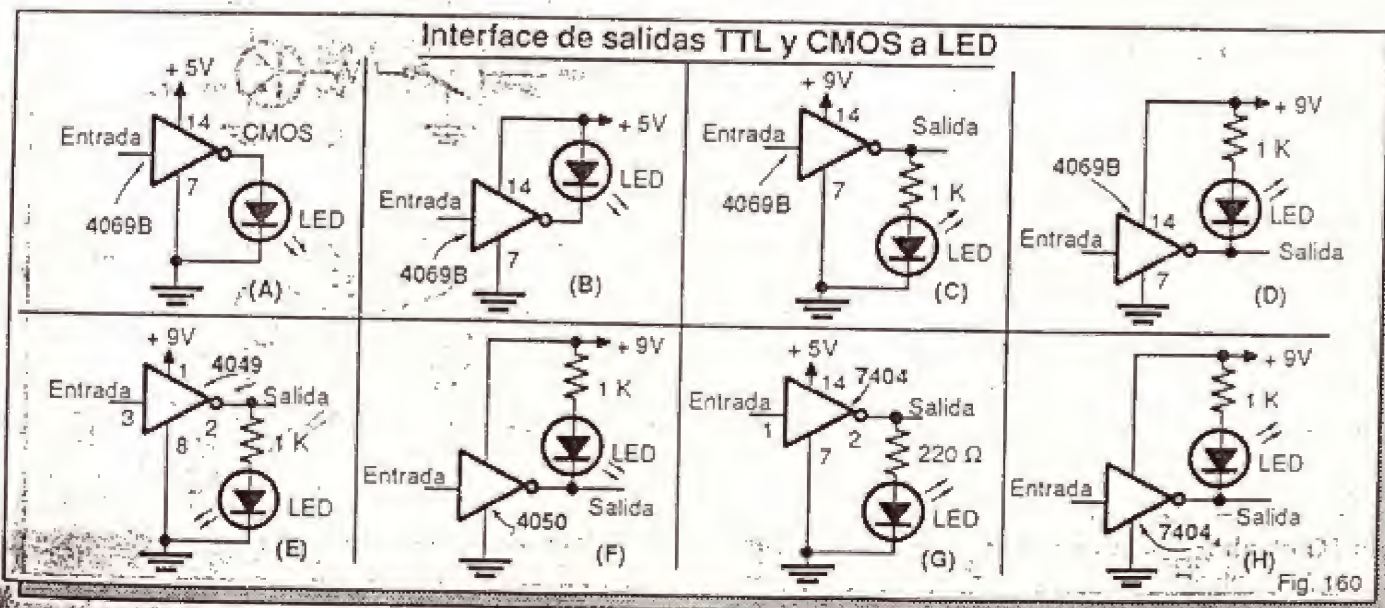 Interface de salidas TTL y CMOS a LED
+ 5V
14
CMOS
Entrada
7
4069B
LED
(A)
+ 5V
LED
14
Entrada
4069B
7
(B)
+ 9V
14
Salida
Entrada
7
1 K
4069B
LED
(C)
+ 9V
1 K
4069B
LED
14
Entrada
Salida
7
(D)
+ 9V
1
4049
Entrada
Salida
3
2
8
1 K
LED
(E)
+ 9V
1 K
LED
Entrada
Salida
4050
(F)
+ 5V
14
7404
Entrada
Salida
1
2
7
220 Ω
LED
(G)
+ 9V
1 K
LED
Entrada
Salida
7404
(H)
Fig. 160